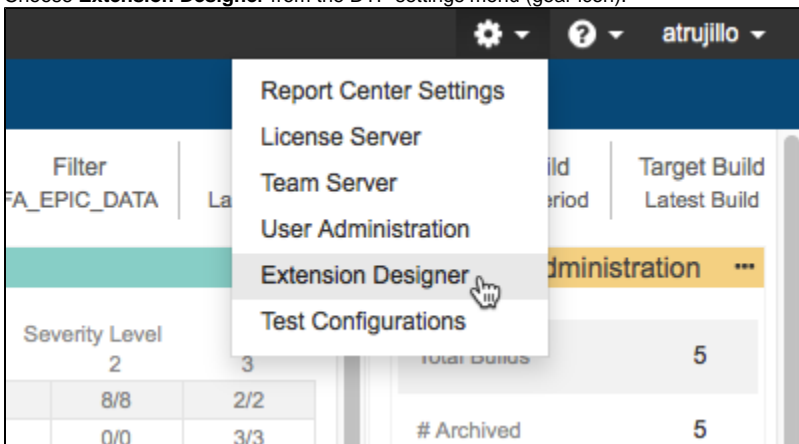 Choose Extension Designer from the DTP settings menu (gear icon).
atrujillo
Report Center Settings
License Server
Team Server
User Administration
Extension Designer
Test Configurations
Filter
FA_EPIC_DATA
La
ild
eriod
Target Build
Latest Build
dministration
Severity Level
2
3
8/8
2/2
0/0
3/3
Total Builds
5
# Archived
5